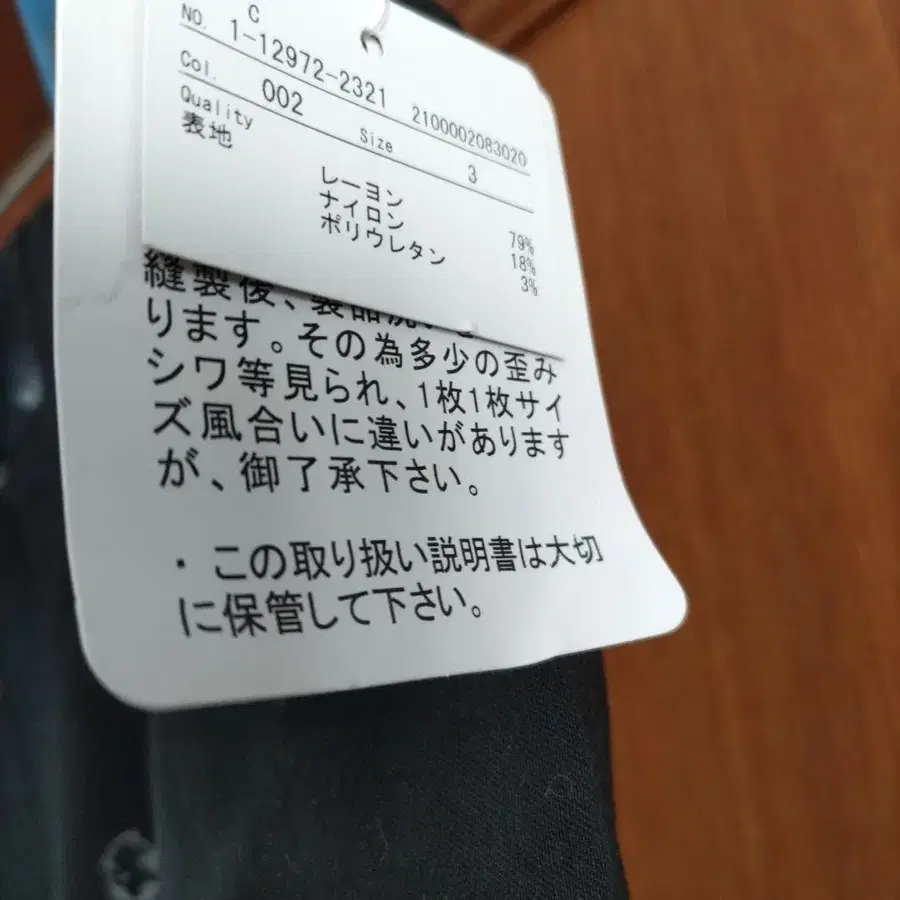 C
NO. 1-12972-2321 2100002083020
Col. 002 Size 3
Quality
表地
レーヨン 79%
ナイロン 18%
ポリウレタン 3%
縫製後、製品洗い
ります。その為多少の歪み
シワ等見られ、1枚1枚サイ
ズ風合いに違いがあります
が、御了承下さい。
・この取り扱い説明書は大切
に保管して下さい。